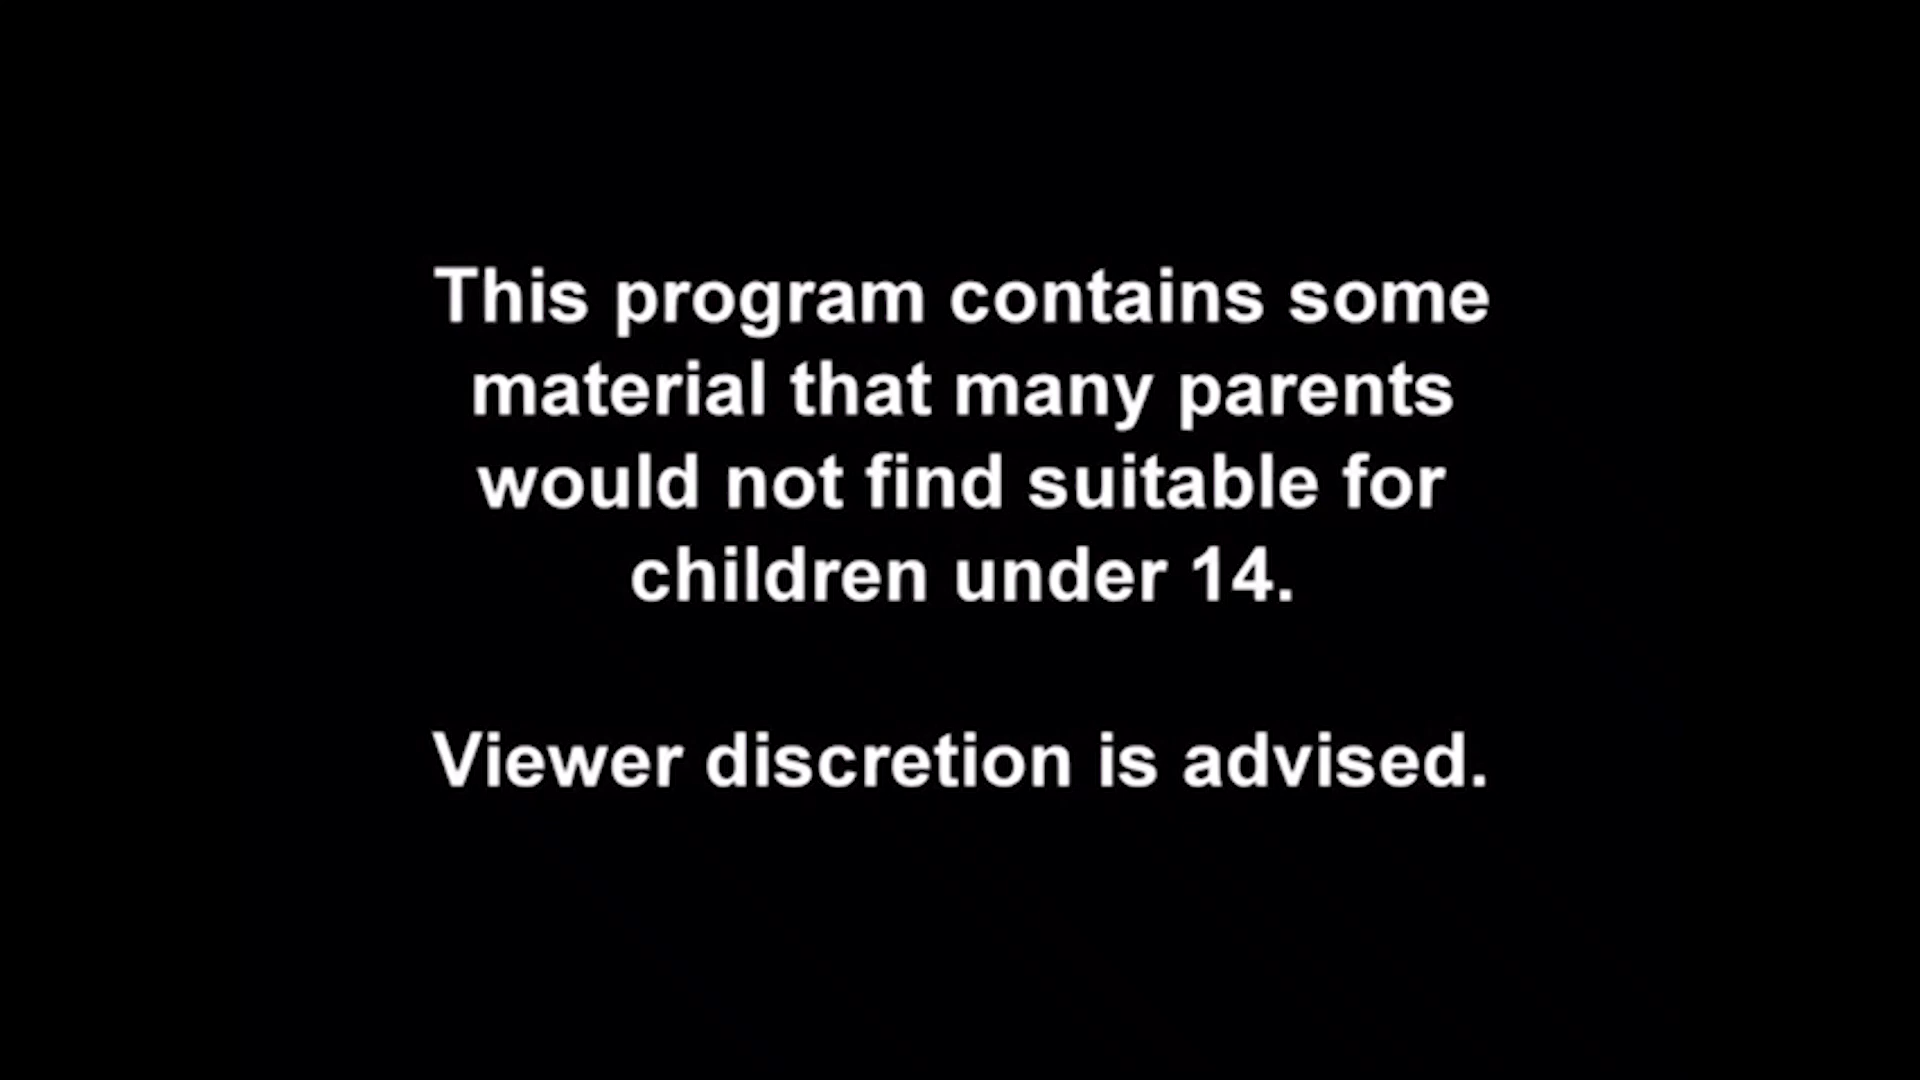 This program contains some
material that many parents
would not find suitable for
children under 14.
Viewer discretion is advised.